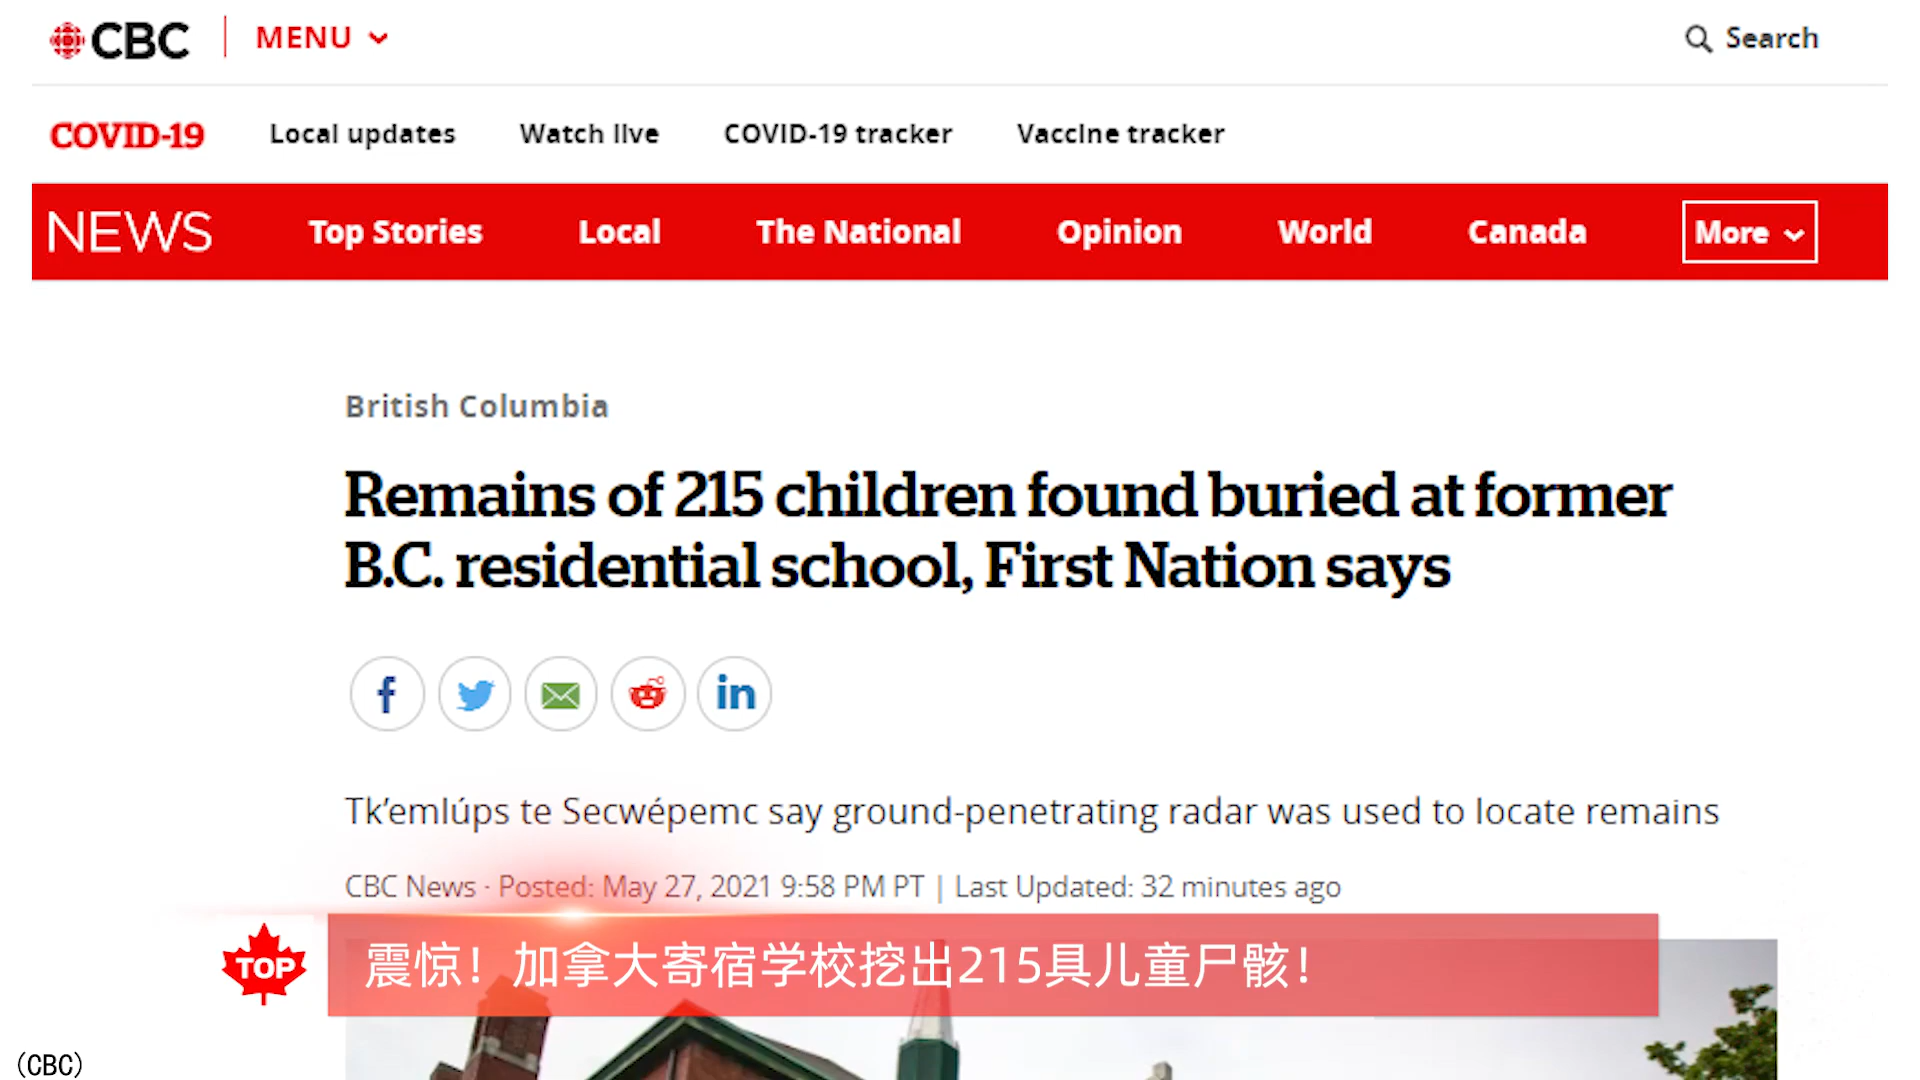 CBC MENU Search
COVID-19 Local updates Watch live COVID-19 tracker Vaccine tracker
NEWS Top Stories Local The National Opinion World Canada More
British Columbia
Remains of 215 children found buried at former
B.C. residential school, First Nation says
Tk'emlúps te Secwépemc say ground-penetrating radar was used to locate remains
CBC News · Posted: May 27, 2021 9:58 PM PT | Last Updated: 32 minutes ago
TOP 震惊！加拿大寄宿学校挖出215具儿童尸骸！
(CBC)